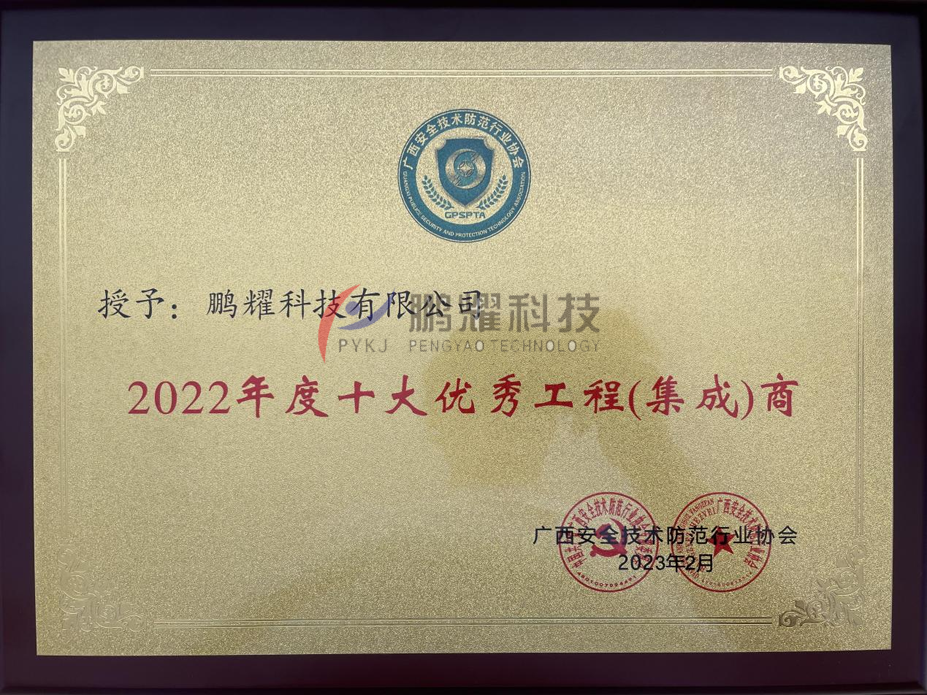 广西安全技术防范行业协会
GPSPTA
授予：鹏耀科技有限公司
鹏耀科技
PYKJ PENGYAO TECHNOLOGY
2022年度十大优秀工程(集成)商
广西安全技术防范行业协会
2023年2月